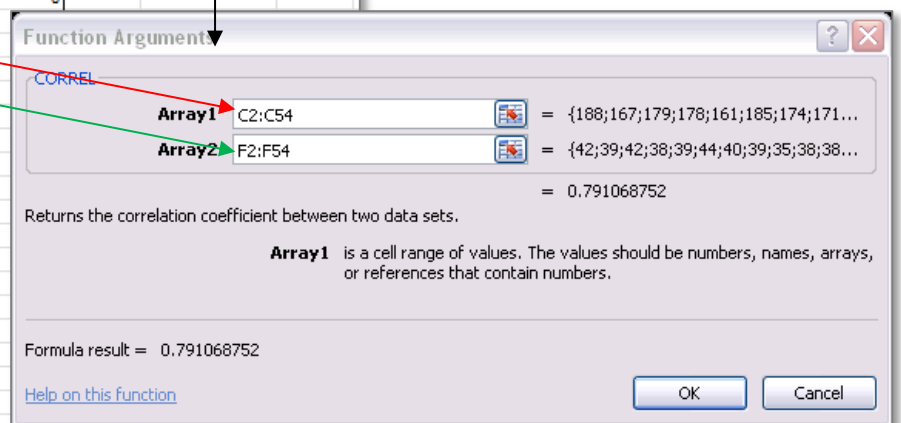 Function Arguments
CORREL
Array1 C2:C54 = {188;167;179;178;161;185;174;171...
Array2 F2:F54 = {42;39;42;38;39;44;40;39;35;38;38...
= 0.791068752
Returns the correlation coefficient between two data sets.
Array1 is a cell range of values. The values should be numbers, names, arrays,
or references that contain numbers.
Formula result = 0.791068752
Help on this function
OK Cancel